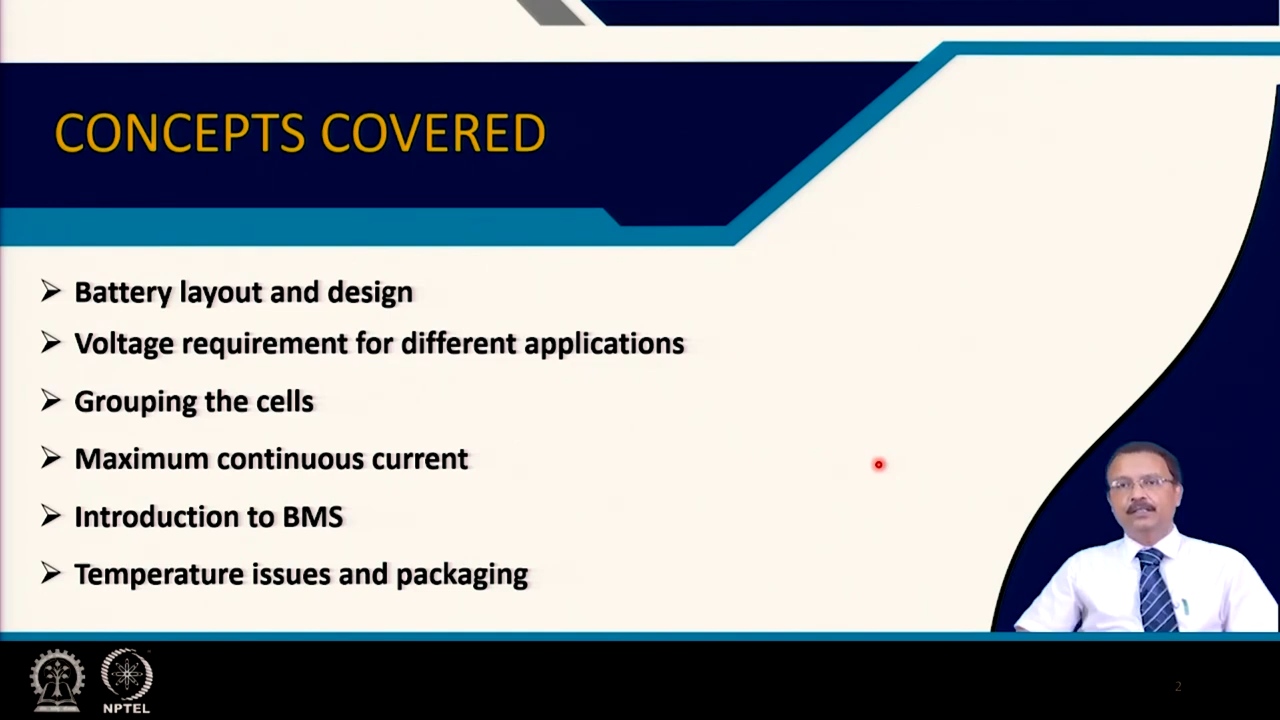 CONCEPTS COVERED
Battery layout and design
Voltage requirement for different applications
Grouping the cells
Maximum continuous current
Introduction to BMS
Temperature issues and packaging
NPTEL
2